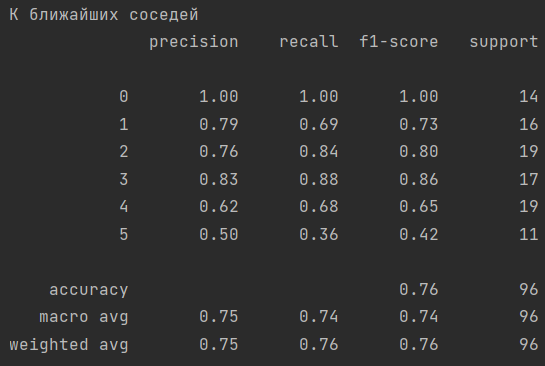 К ближайших соседей
precision recall f1-score support
0 1.00 1.00 1.00 14
1 0.79 0.69 0.73 16
2 0.76 0.84 0.80 19
3 0.83 0.88 0.86 17
4 0.62 0.68 0.65 19
5 0.50 0.36 0.42 11
accuracy 0.76 96
macro avg 0.75 0.74 0.74 96
weighted avg 0.75 0.76 0.76 96